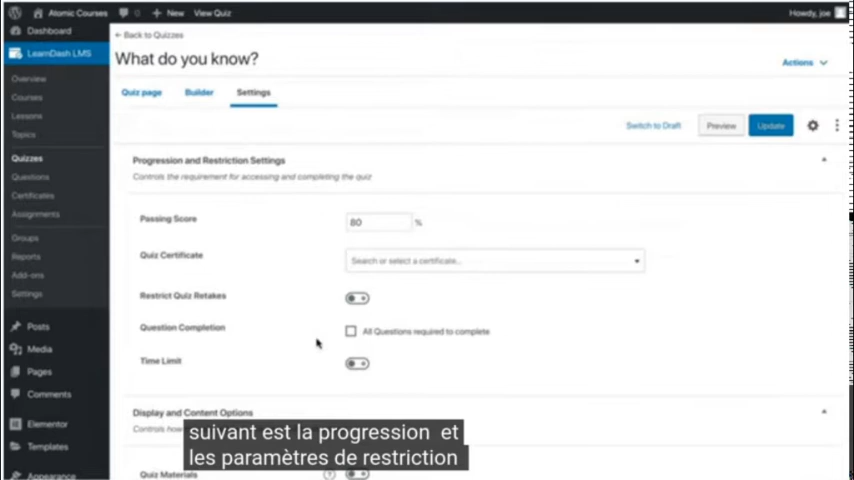 Atomic Courses
0
+ New
View Quiz
Howdy, joe
Dashboard
LearnDash LMS
Overview
Courses
Lessons
Topics
Quizzes
Questions
Certificates
Assignments
Groups
Reports
Add-ons
Settings
Posts
Media
Pages
Comments
Elementor
Templates
Appearance
← Back to Quizzes
What do you know?
Actions
Quiz page
Builder
Settings
Switch to Draft
Preview
Update
Progression and Restriction Settings
Controls the requirement for accessing and completing the quiz
Passing Score
80 %
Quiz Certificate
Search or select a certificate...
Restrict Quiz Retakes
Question Completion
All Questions required to complete
Time Limit
Display and Content Options
Controls how
suivant est la progression et
les paramètres de restriction
Quiz Materials